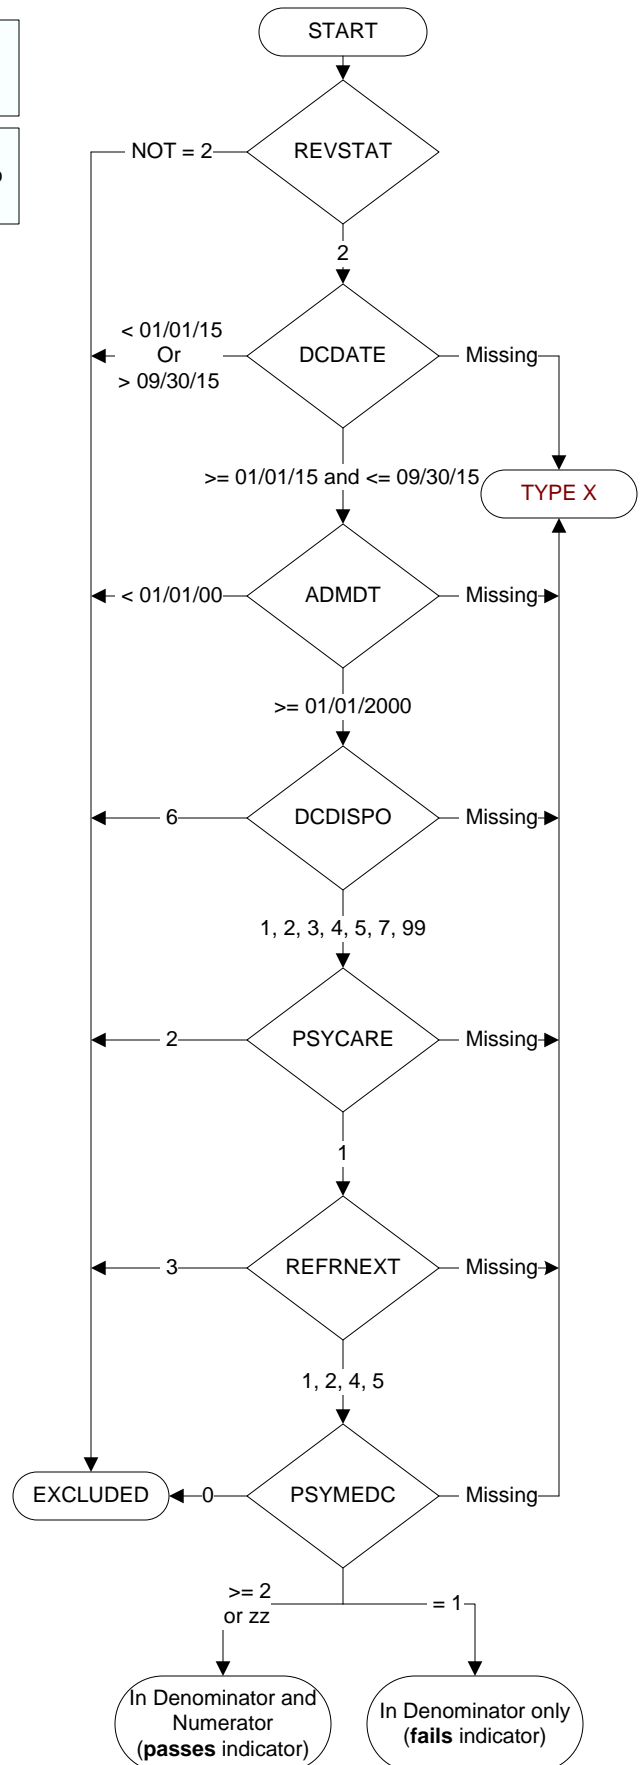 START
REVSTAT
NOT = 2
2
< 01/01/15
Or
> 09/30/15
DCDATE
Missing
>= 01/01/15 and <= 09/30/15
TYPE X
< 01/01/00
ADMDT
Missing
>= 01/01/2000
6
DCDISPO
Missing
1, 2, 3, 4, 5, 7, 99
2
PSYCARE
Missing
1
3
REFRNEXT
Missing
1, 2, 4, 5
EXCLUDED
0
PSYMEDC
Missing
>= 2
or zz
= 1
In Denominator and
Numerator
(passes indicator)
In Denominator only
(fails indicator)